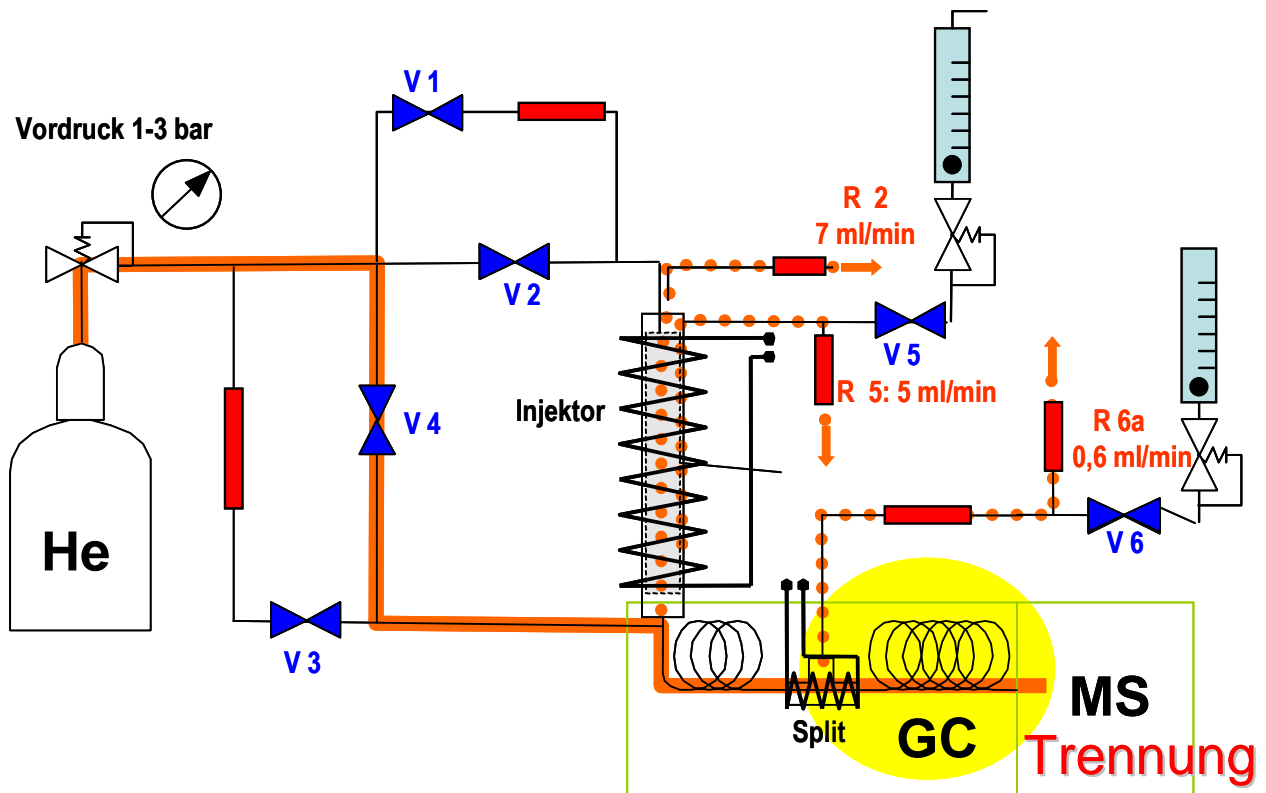 V 1
Vordruck 1-3 bar
R 2
7 ml/min
V 2
V 5
R 5: 5 ml/min
Injektor
V 4
R 6a
0,6 ml/min
He
V 6
V 3
Split
GC
MS
Trennung